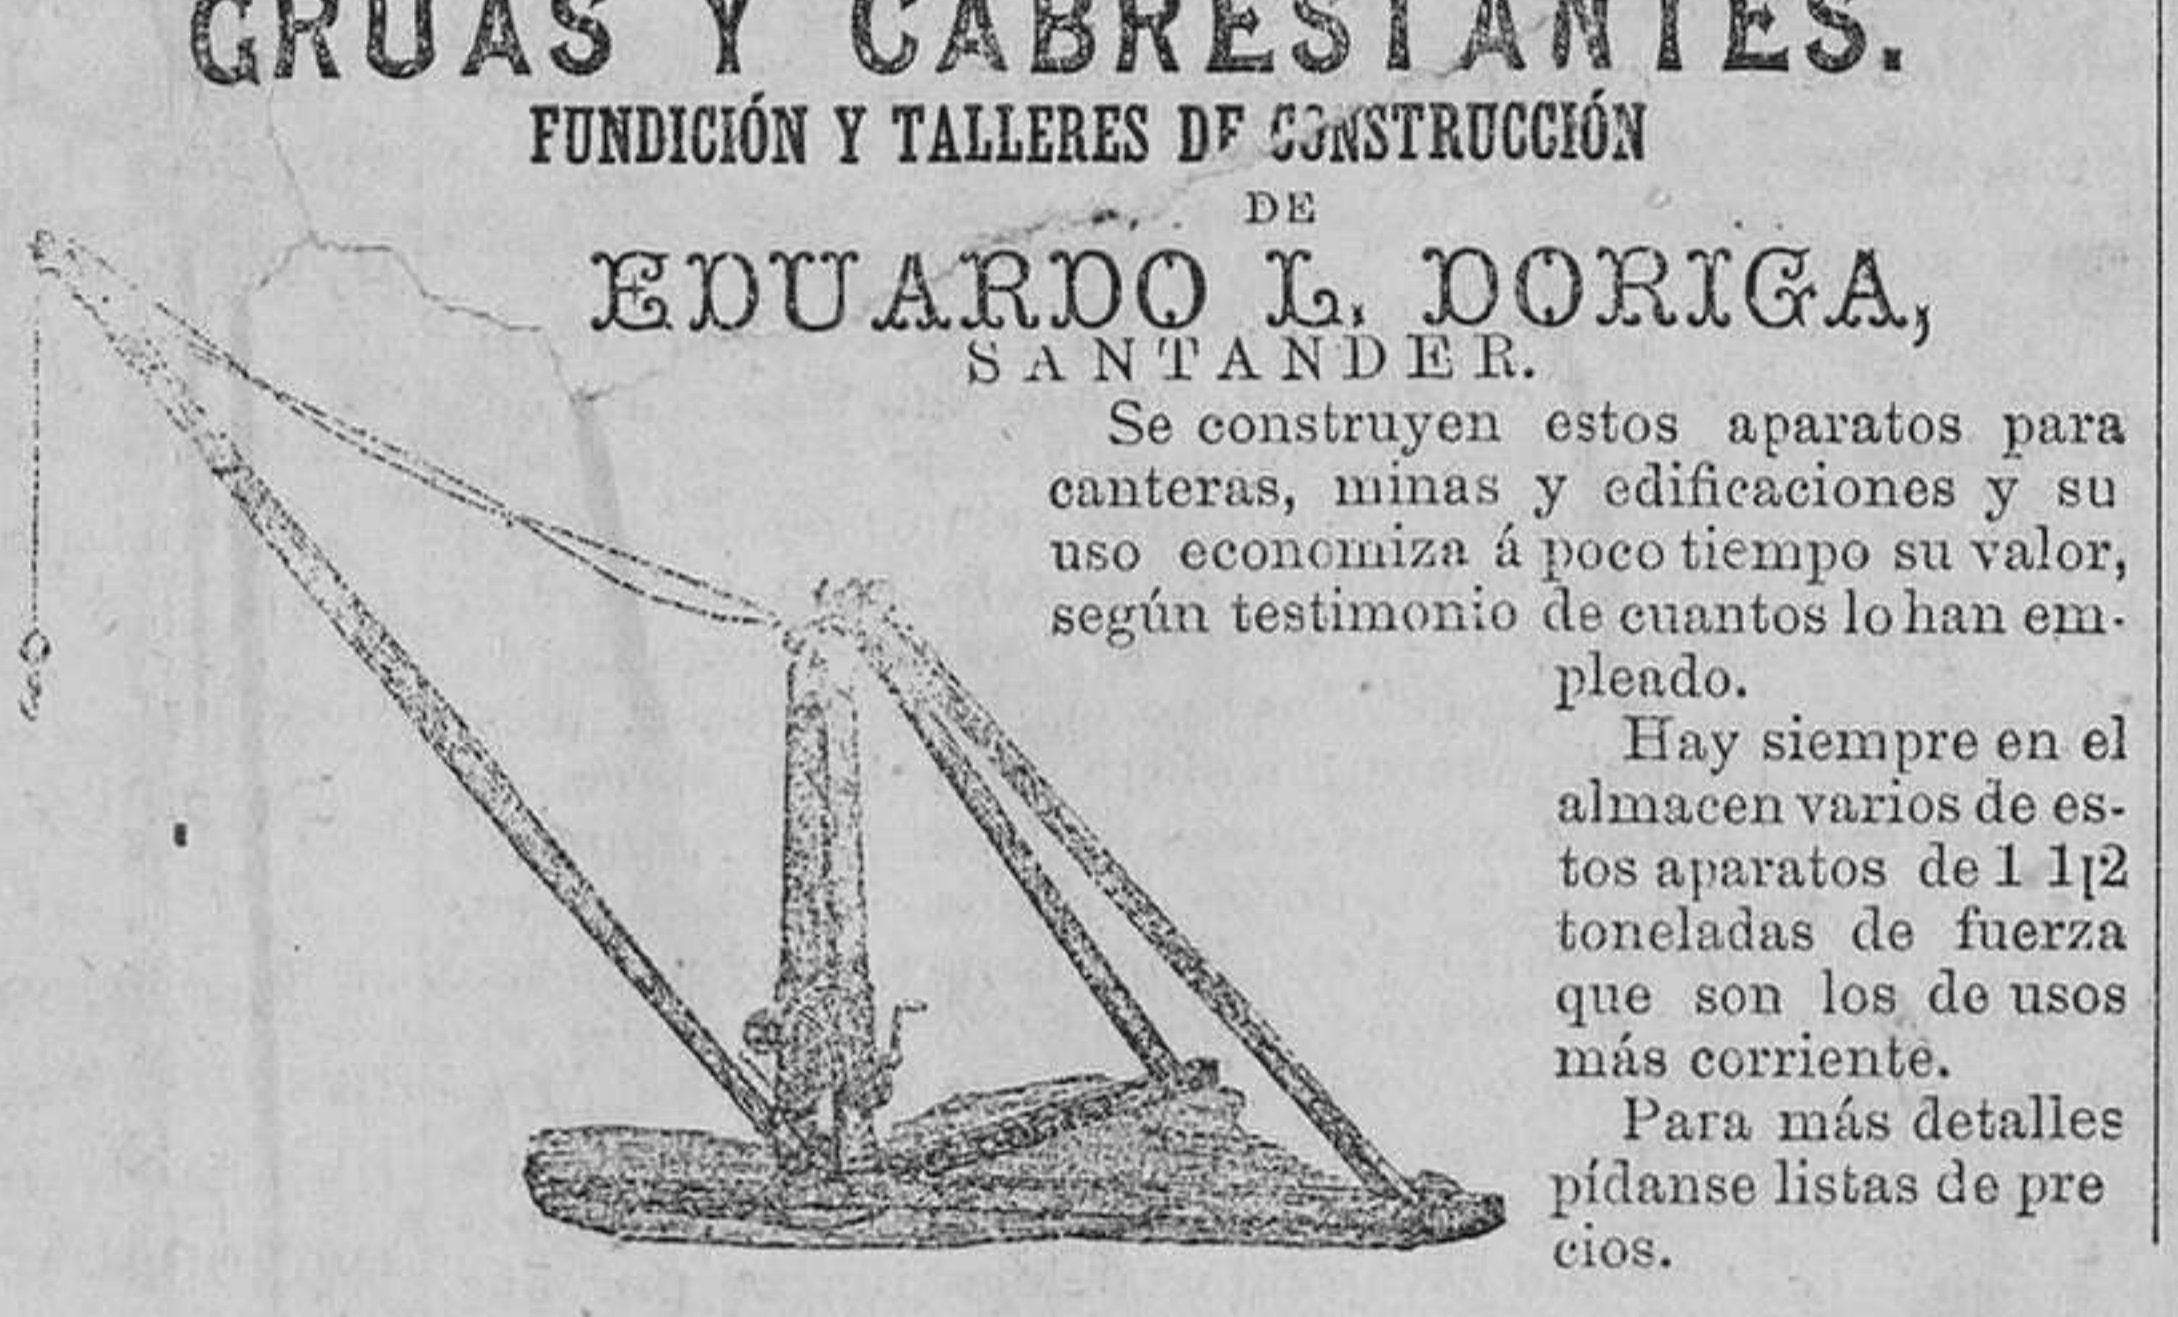 GRUAS Y CABRESTANTES.
FUNDICIÓN Y TALLERES DE CONSTRUCCIÓN
DE
EDUARDO L. DORIGA,
SANTANDER.
Se construyen estos aparatos para
canteras, minas y edificaciones y su
uso economiza á poco tiempo su valor,
según testimonio de cuantos lo han em-
pleado.
Hay siempre en el
almacen varios de es-
tos aparatos de 1 1|2
toneladas de fuerza
que son los de usos
más corriente.
Para más detalles
pídanse listas de pre
cios.